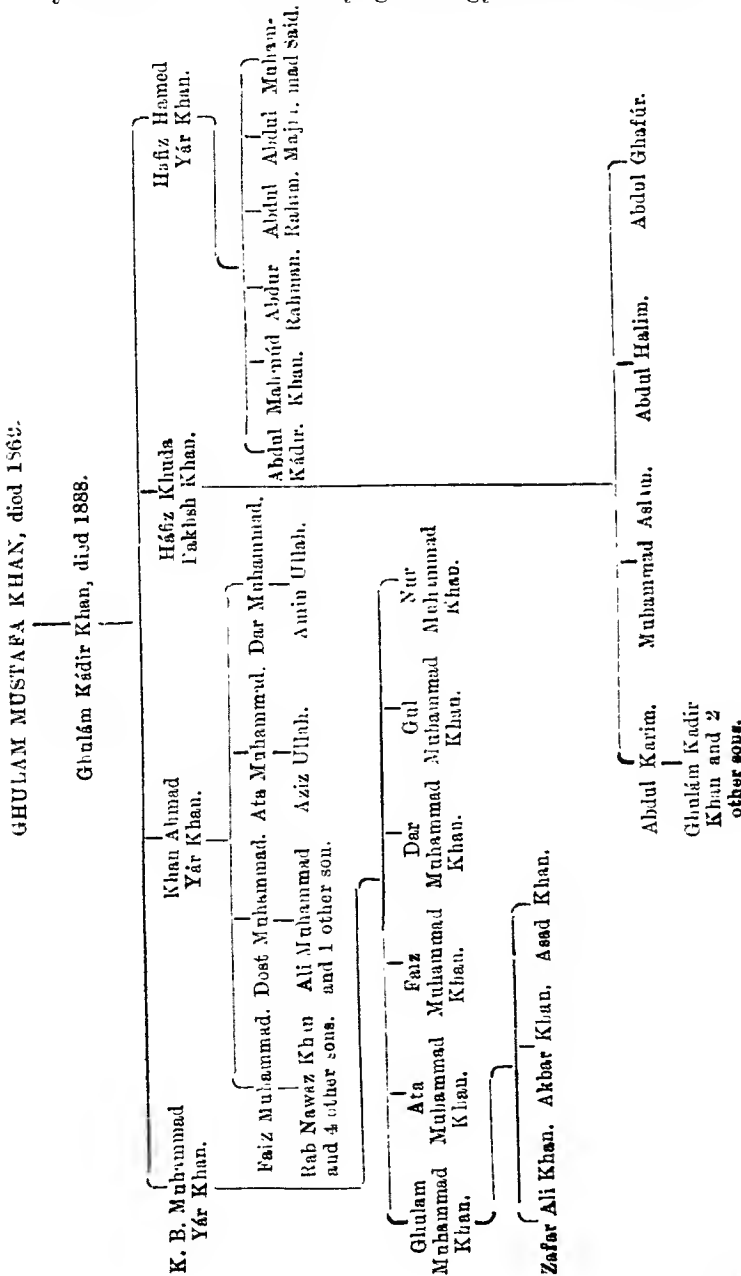 GHULAM MUSTAFA KHAN, died 1869.
Ghulám Kádir Khan, died 1888.
K. B. Muhammad
Yár Khan.
Khan Ahmad
Yár Khan.
Háfiz Khuda
Bakhsh Khan.
Hafiz Hamed
Yár Khan.
Faiz Muhammad. Dost Muhammad. Ata Muhammad. Dar Muhammad.
Rab Nawaz Khan
and 4 other sons.
Ali Muhammad
and 1 other son.
Aziz Ullah.
Amin Ullah.
Abdul
Kádir.
Mahmúd
Khan.
Abdur
Rahman.
Abdul
Rahim.
Abdul
Majid.
Muham-
mad said.
Ghulam
Muhammad
Khan.
Ata
Muhammad
Khan.
Faiz
Muhammad
Khan.
Dar
Muhammad
Khan.
Gul
Muhammad
Khan.
Nur
Muhammad
Khan.
Zafar Ali Khan. Akbar Khan. Asad Khan.
Abdul Karim. Muhammad Aslam. Abdul Halim. Abdul Ghafúr.
Ghulám Kadir
Khan and 2
other sons.